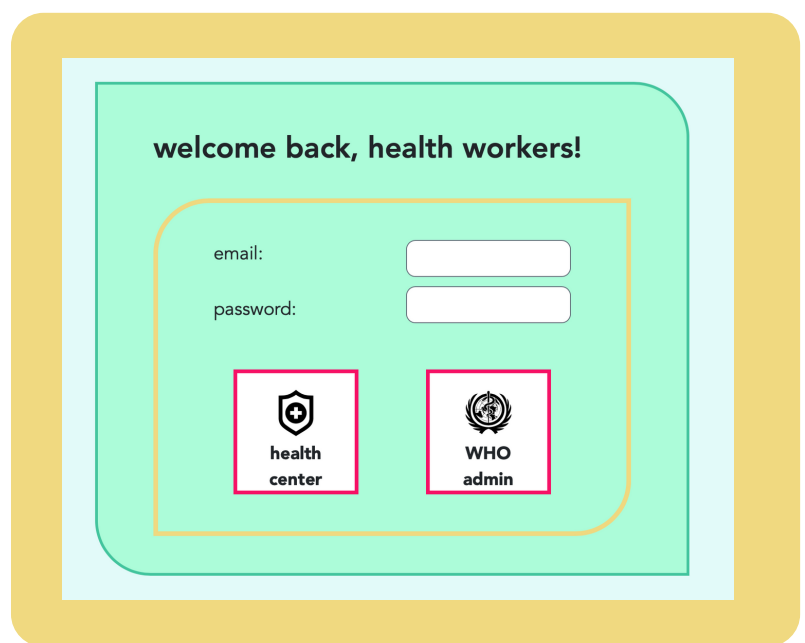 welcome back, health workers!
email:
password:
health
center
WHO
admin